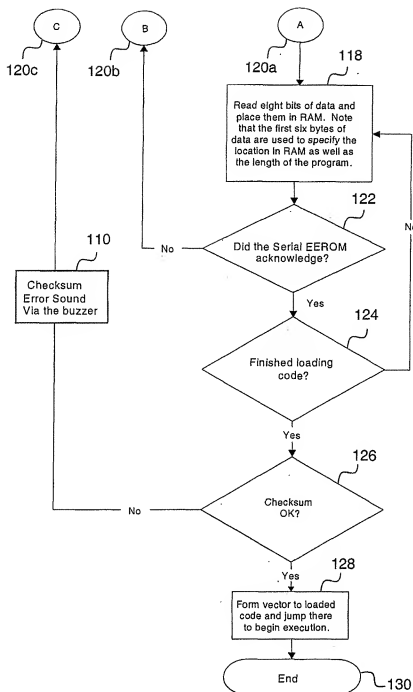 C
B
A
120c
120b
120a
118
Read eight bits of data and
place them in RAM. Note
that the first six bytes of
data are used to specify the
location in RAM as well as
the length of the program.
122
No
Did the Serial EEROM
acknowledge?
110
Checksum
Error Sound
Via the buzzer
Yes
124
Finished loading
code?
Yes
126
Checksum
OK?
No
Yes
128
Form vector to loaded
code and jump there
to begin execution.
End
130